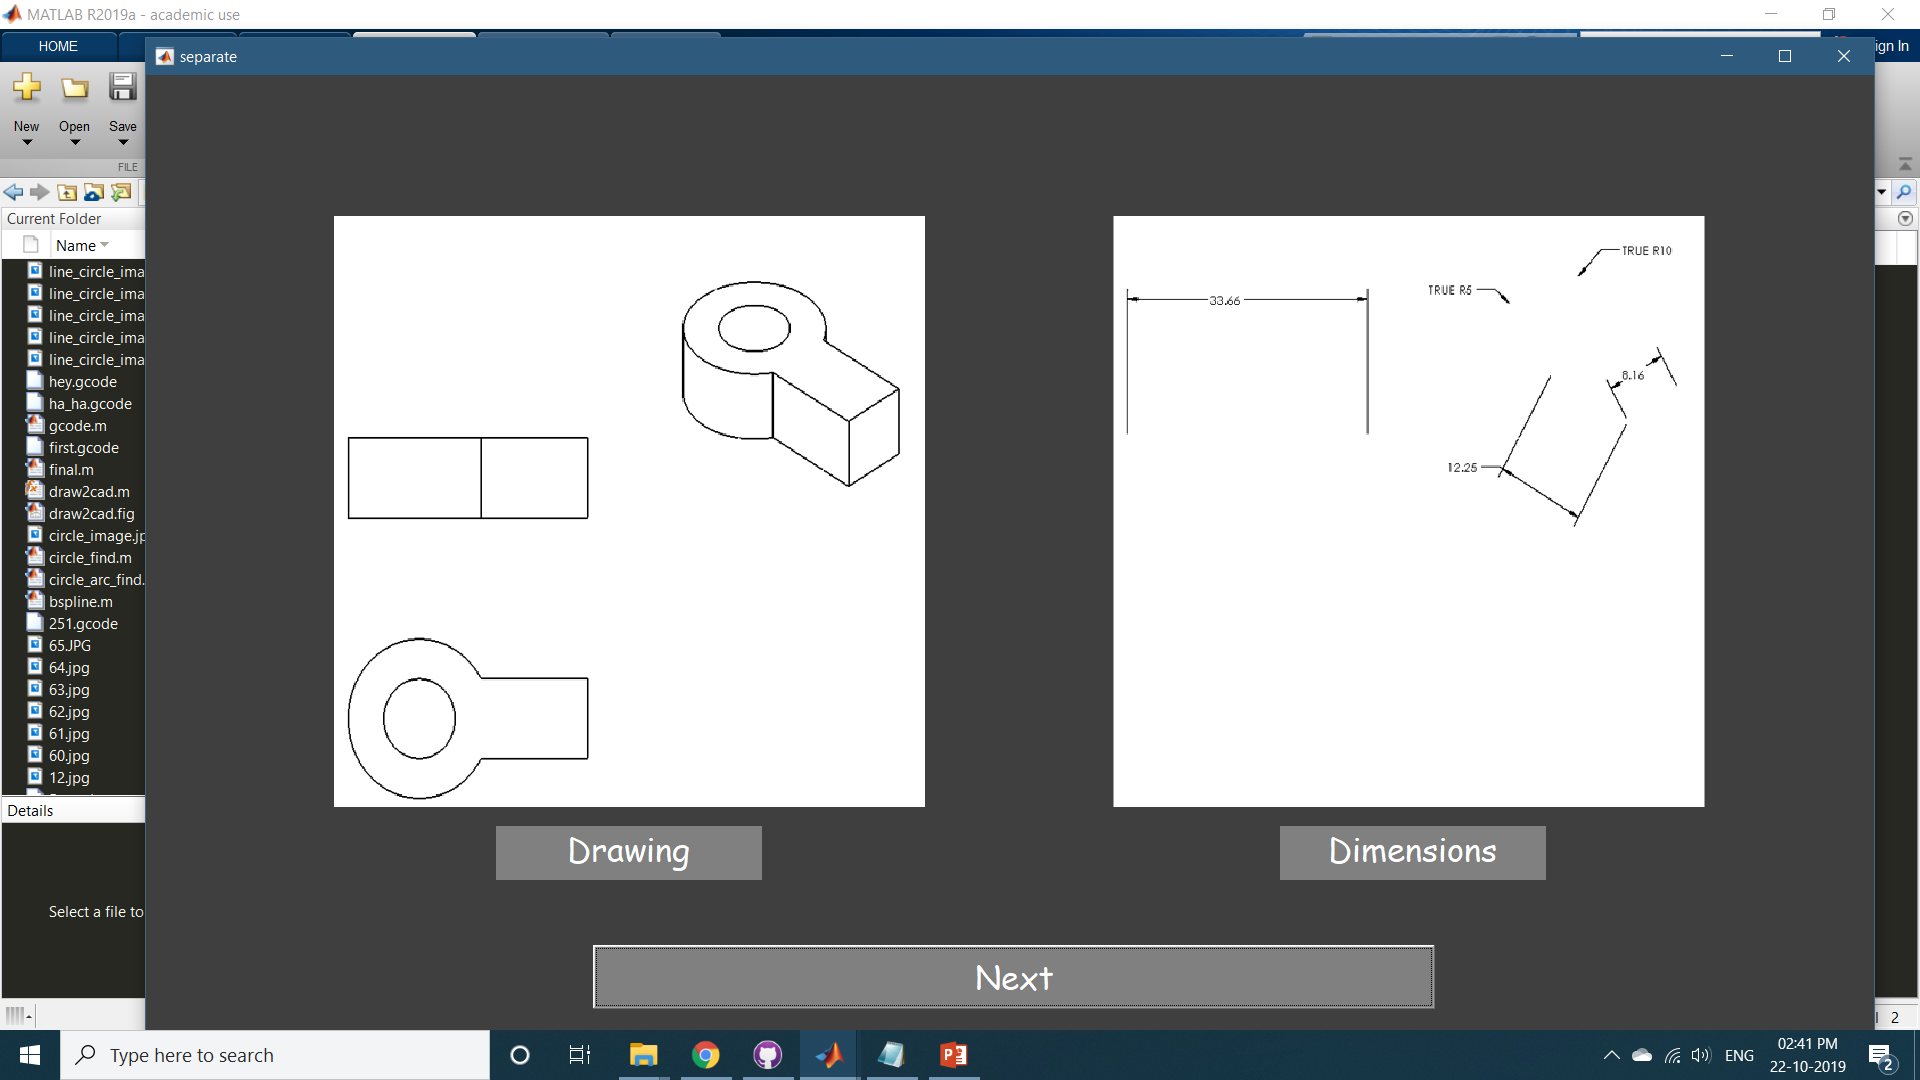 MATLAB R2019a - academic use
HOME
ign In
separate
New
Open
Save
FILE
Current Folder
Name
line_circle_ima
line_circle_ima
line_circle_ima
line_circle_ima
line_circle_ima
hey.gcode
ha_ha.gcode
gcode.m
first.gcode
final.m
draw2cad.m
draw2cad.fig
circle_image.jp
circle_find.m
circle_arc_find.
bspline.m
251.gcode
65.JPG
64.jpg
63.jpg
62.jpg
61.jpg
60.jpg
12.jpg
Details
Select a file to
TRUE R10
TRUE R5
33.66
8.16
12.25
Drawing
Dimensions
Next
2
Type here to search
ENG
02:41 PM
22-10-2019
2